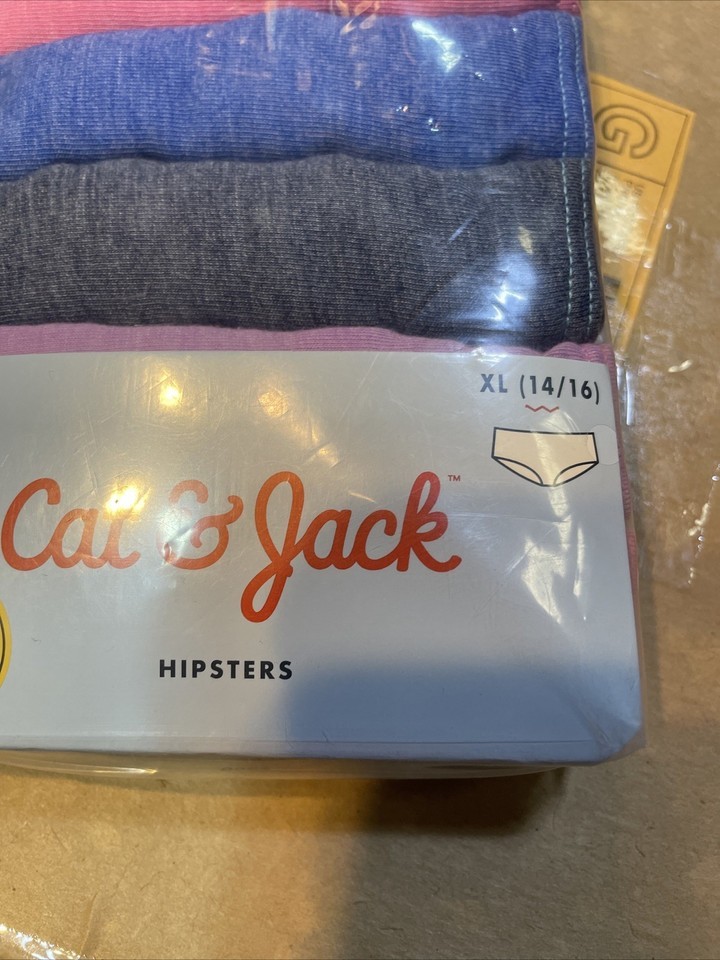 G
XL (14/16)
Cat & Jack™
HIPSTERS